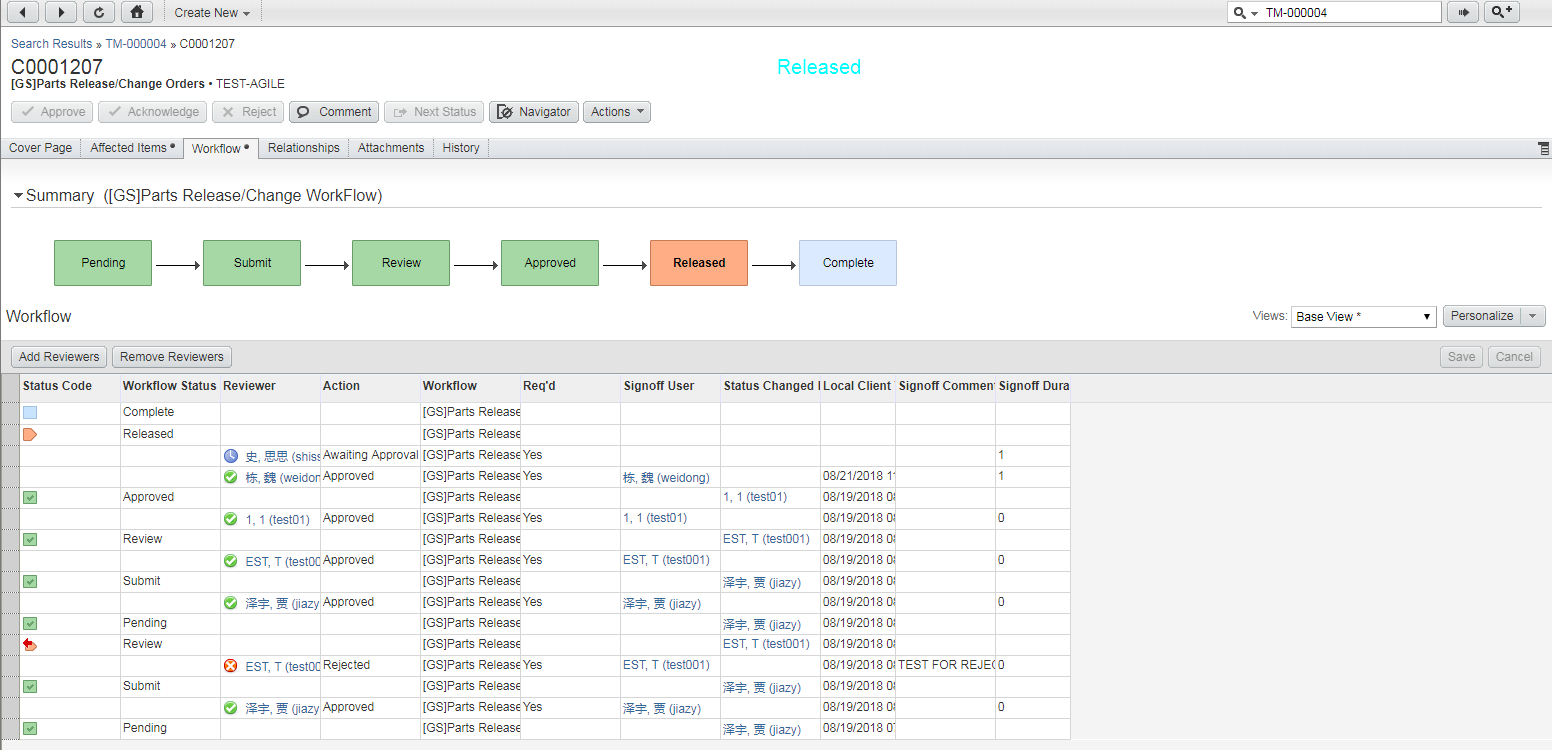 Create New
TM-000004
Search Results » TM-000004 » C0001207
C0001207
Released
[GS]Parts Release/Change Orders • TEST-AGILE
Approve Acknowledge Reject Comment Next Status Navigator Actions
Cover Page Affected Items • Workflow • Relationships Attachments History
Summary ([GS]Parts Release/Change WorkFlow)
Pending Submit Review Approved Released Complete
Workflow Views: Base View * Personalize
Add Reviewers Remove Reviewers Save Cancel
Status Code Workflow Status Reviewer Action Workflow Req'd Signoff User Status Changed Local Client Signoff Commen Signoff Dura
Complete [GS]Parts Release
Released [GS]Parts Release
史, 思思 (shiss Awaiting Approval [GS]Parts Release Yes 1
栋, 魏 (weidon Approved [GS]Parts Release Yes 栋, 魏 (weidong) 08/21/2018 1 1
Approved [GS]Parts Release 1, 1 (test01) 08/19/2018 0
1, 1 (test01) Approved [GS]Parts Release Yes 1, 1 (test01) 08/19/2018 0 0
Review [GS]Parts Release EST, T (test001) 08/19/2018 0
EST, T (test00 Approved [GS]Parts Release Yes EST, T (test001) 08/19/2018 0 0
Submit [GS]Parts Release 泽宇, 贾 (jiazy) 08/19/2018 0
泽宇, 贾 (jiazy Approved [GS]Parts Release Yes 泽宇, 贾 (jiazy) 08/19/2018 0 0
Pending [GS]Parts Release 泽宇, 贾 (jiazy) 08/19/2018 0
Review [GS]Parts Release EST, T (test001) 08/19/2018 0
EST, T (test00 Rejected [GS]Parts Release Yes EST, T (test001) 08/19/2018 0 TEST FOR REJE 0
Submit [GS]Parts Release 泽宇, 贾 (jiazy) 08/19/2018 0
泽宇, 贾 (jiazy Approved [GS]Parts Release Yes 泽宇, 贾 (jiazy) 08/19/2018 0 0
Pending [GS]Parts Release 泽宇, 贾 (jiazy) 08/19/2018 0